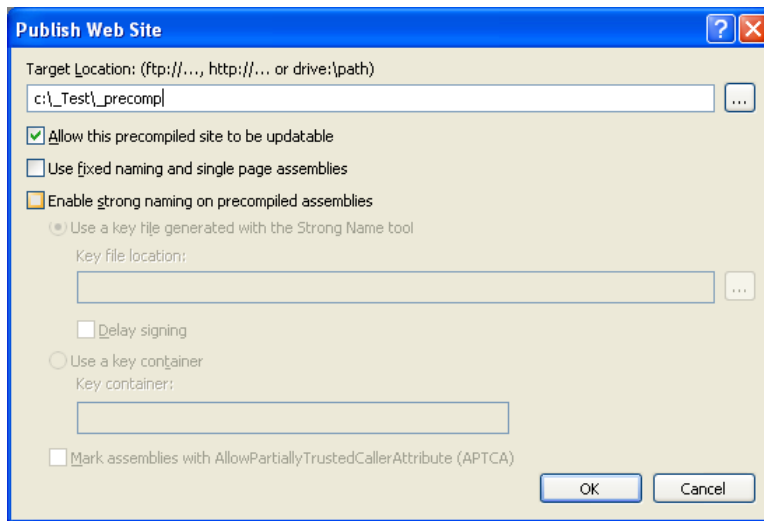 Publish Web Site
Target Location: (ftp://..., http://... or drive:\path)
c:\_Test\_precomp
...
Allow this precompiled site to be updatable
Use fixed naming and single page assemblies
Enable strong naming on precompiled assemblies
Use a key file generated with the Strong Name tool
Key file location:
...
Delay signing
Use a key container
Key container:
Mark assemblies with AllowPartiallyTrustedCallerAttribute (APTCA)
OK Cancel